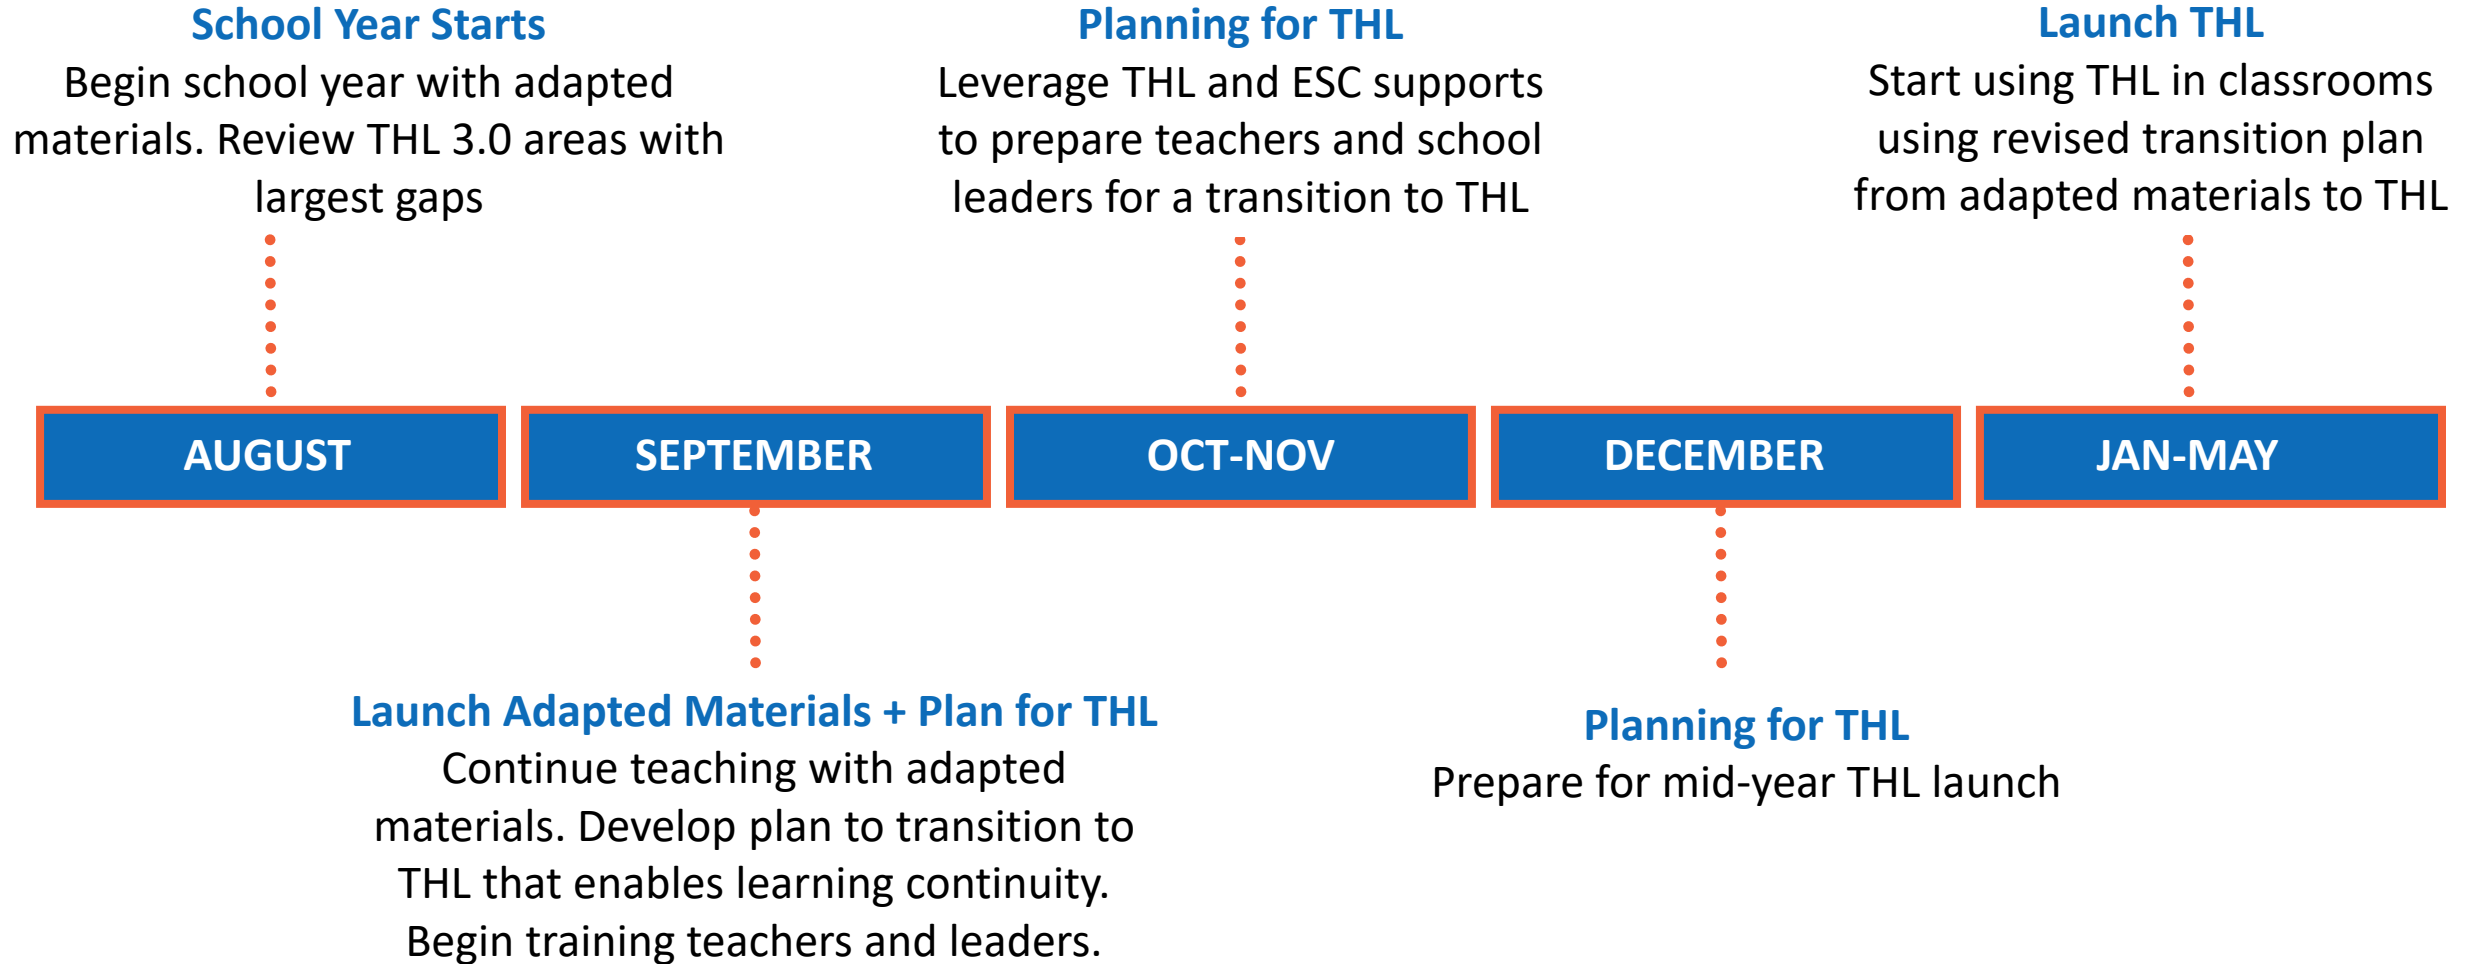 School Year Starts
Begin school year with adapted
materials. Review THL 3.0 areas with
largest gaps
Planning for THL
Leverage THL and ESC supports
to prepare teachers and school
leaders for a transition to THL
Launch THL
Start using THL in classrooms
using revised transition plan
from adapted materials to THL
AUGUST
SEPTEMBER
OCT-NOV
DECEMBER
JAN-MAY
Launch Adapted Materials + Plan for THL
Continue teaching with adapted
materials. Develop plan to transition to
THL that enables learning continuity.
Begin training teachers and leaders.
Planning for THL
Prepare for mid-year THL launch